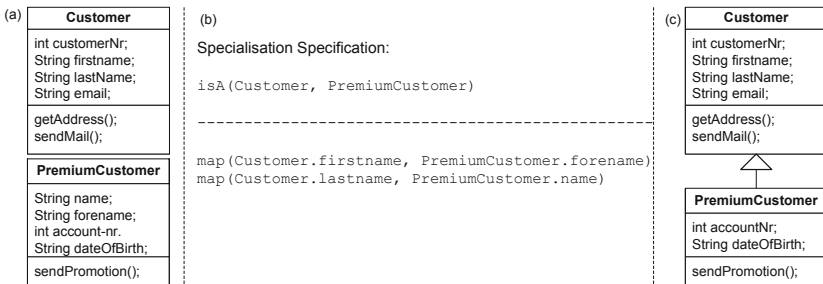 (a)
Customer
int customerNr;
String firstname;
String lastName;
String email;
getAddress();
sendMail();
PremiumCustomer
String name;
String forename;
int account-nr.
String dateOfBirth;
sendPromotion();
(b)
Specialisation Specification:
isA(Customer, PremiumCustomer)
map(Customer.firstname, PremiumCustomer.forename)
map(Customer.lastname, PremiumCustomer.name)
(c)
Customer
int customerNr;
String firstname;
String lastName;
String email;
getAddress();
sendMail();
PremiumCustomer
int accountNr;
String dateOfBirth;
sendPromotion();